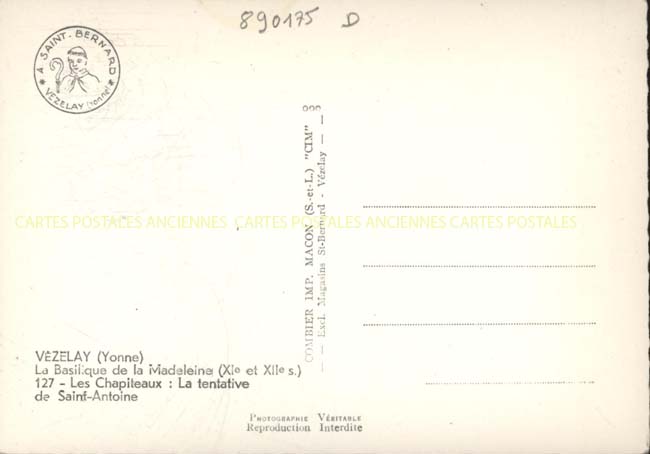 890175 D
★ A SAINT-BERNARD ★
VEZELAY (Yonne)
COMBIER IMP. MACON (S.-et-L.) "CIM"
— Excl. Magasins St-Bernard - Vézelay — —
CARTES POSTALES ANCIENNES CARTES POSTALES ANCIENNES CARTES POSTALES
VÉZELAY (Yonne)
La Basilique de la Madeleine (XIe et XIIe s.)
127 - Les Chapiteaux : La tentative
de Saint-Antoine
PHOTOGRAPHIE VÉRITABLE
Reproduction Interdite